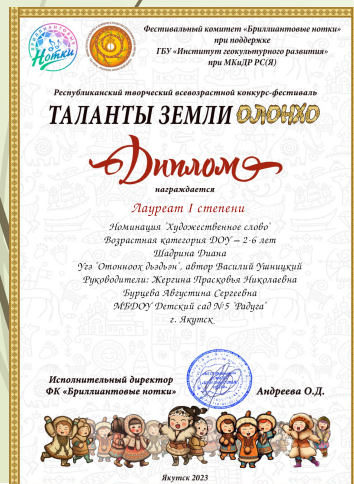 Бриллиантовые
Нотки
Фестивальный комитет «Бриллиантовые нотки»
при поддержке
ГБУ «Институт геокультурного развития»
при МКиДР РС(Я)
Республиканский творческий всевозрастной конкурс-фестиваль
ТАЛАНТЫ ЗЕМЛИ ОЛОНХО
Диплом
награждается
Лауреат I степени
Номинация "Художественное слово"
Возрастная категория ДОУ – 2-6 лет
Шадрина Диана
Угэ "Отонноох дьэдьэн", автор Василий Ушницкий
Руководители: Жергина Прасковья Николаевна
Бурцева Августина Сергеевна
МБДОУ Детский сад №5 "Радуга"
г. Якутск
Исполнительный директор
ФК «Бриллиантовые нотки» Андреева О.Д.
Якутск 2023